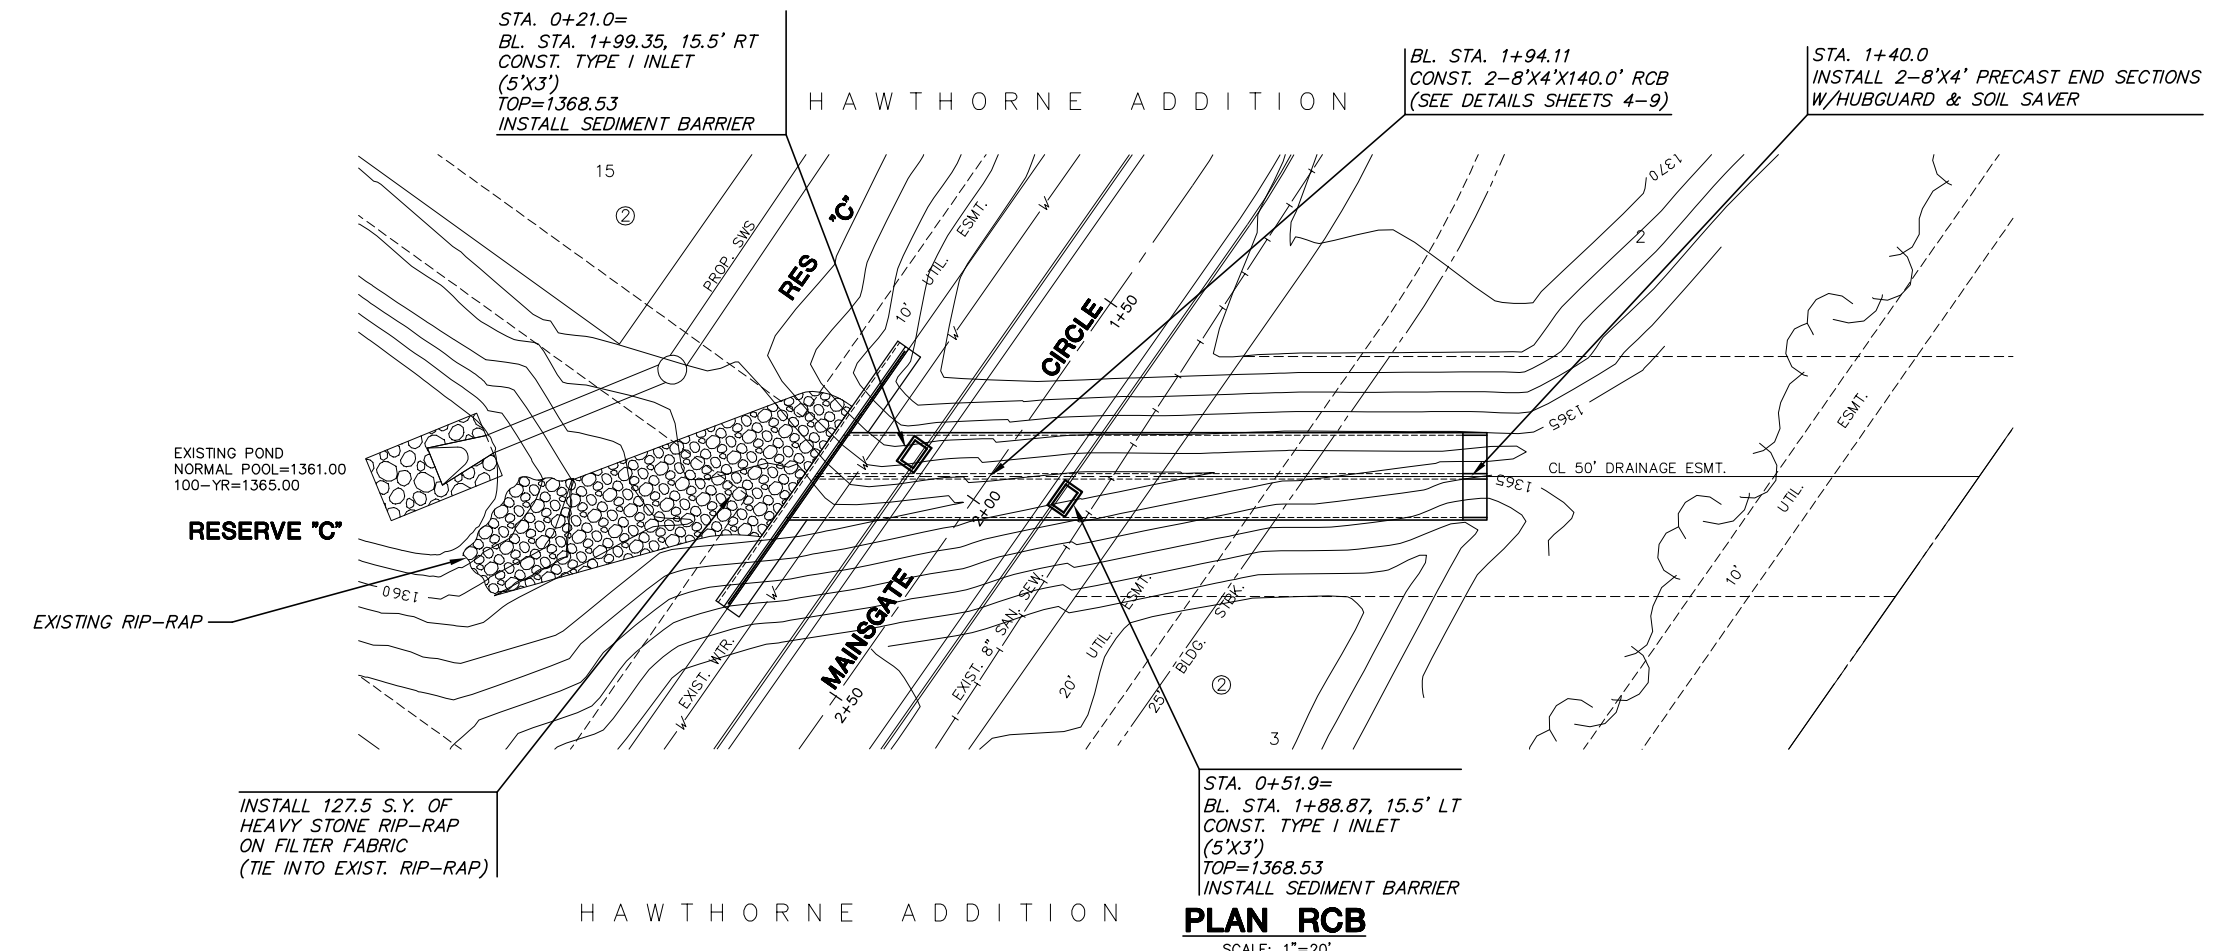 STA. 0+21.0=
BL. STA. 1+99.35, 15.5' RT
CONST. TYPE I INLET
(5'X3')
TOP=1368.53
INSTALL SEDIMENT BARRIER
HAWTHORNE ADDITION
BL. STA. 1+94.11
CONST. 2-8'X4'X140.0' RCB
(SEE DETAILS SHEETS 4-9)
STA. 1+40.0
INSTALL 2-8'X4' PRECAST END SECTIONS
W/HUBGUARD & SOIL SAVER
15
2
PROP. SWS
RES "C"
10' UTIL. ESMT.
W
W
CIRCLE
1+50
1370
2
1365
EXISTING POND
NORMAL POOL=1361.00
100-YR=1365.00
RESERVE "C"
W
CL 50' DRAINAGE ESMT.
1365
2+00
ESMT.
UTIL.
10'
1360
EXISTING RIP-RAP
W
MAINSGATE
EXIST. WTR.
W
2+50
EXIST. 8" SAN. SEW.
20' UTIL. ESMT.
25' BLDG. STBK.
2
3
INSTALL 127.5 S.Y. OF
HEAVY STONE RIP-RAP
ON FILTER FABRIC
(TIE INTO EXIST. RIP-RAP)
STA. 0+51.9=
BL. STA. 1+88.87, 15.5' LT
CONST. TYPE I INLET
(5'X3')
TOP=1368.53
INSTALL SEDIMENT BARRIER
HAWTHORNE ADDITION
PLAN RCB
SCALE: 1"=20'